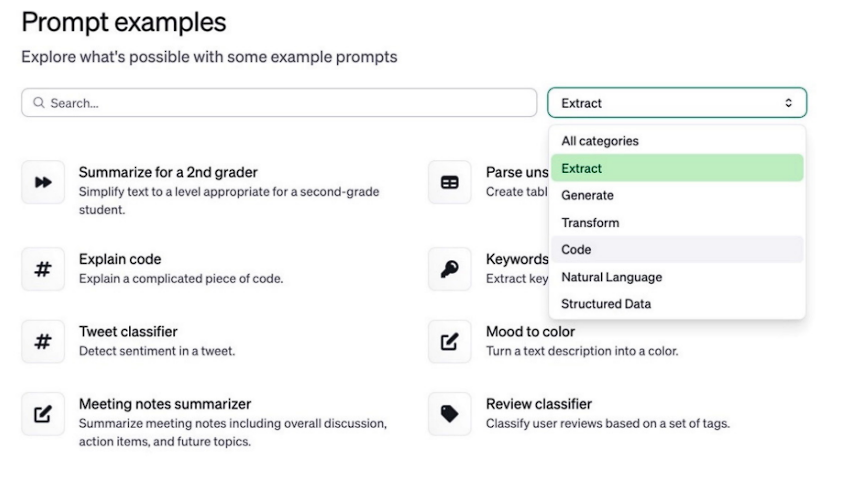 Prompt examples
Explore what's possible with some example prompts
Search...
Extract
All categories
Extract
Generate
Transform
Code
Natural Language
Structured Data
Summarize for a 2nd grader
Simplify text to a level appropriate for a second-grade
student.
Parse uns
Create tabl
Explain code
Explain a complicated piece of code.
Keywords
Extract key
Tweet classifier
Detect sentiment in a tweet.
Mood to color
Turn a text description into a color.
Meeting notes summarizer
Summarize meeting notes including overall discussion,
action items, and future topics.
Review classifier
Classify user reviews based on a set of tags.